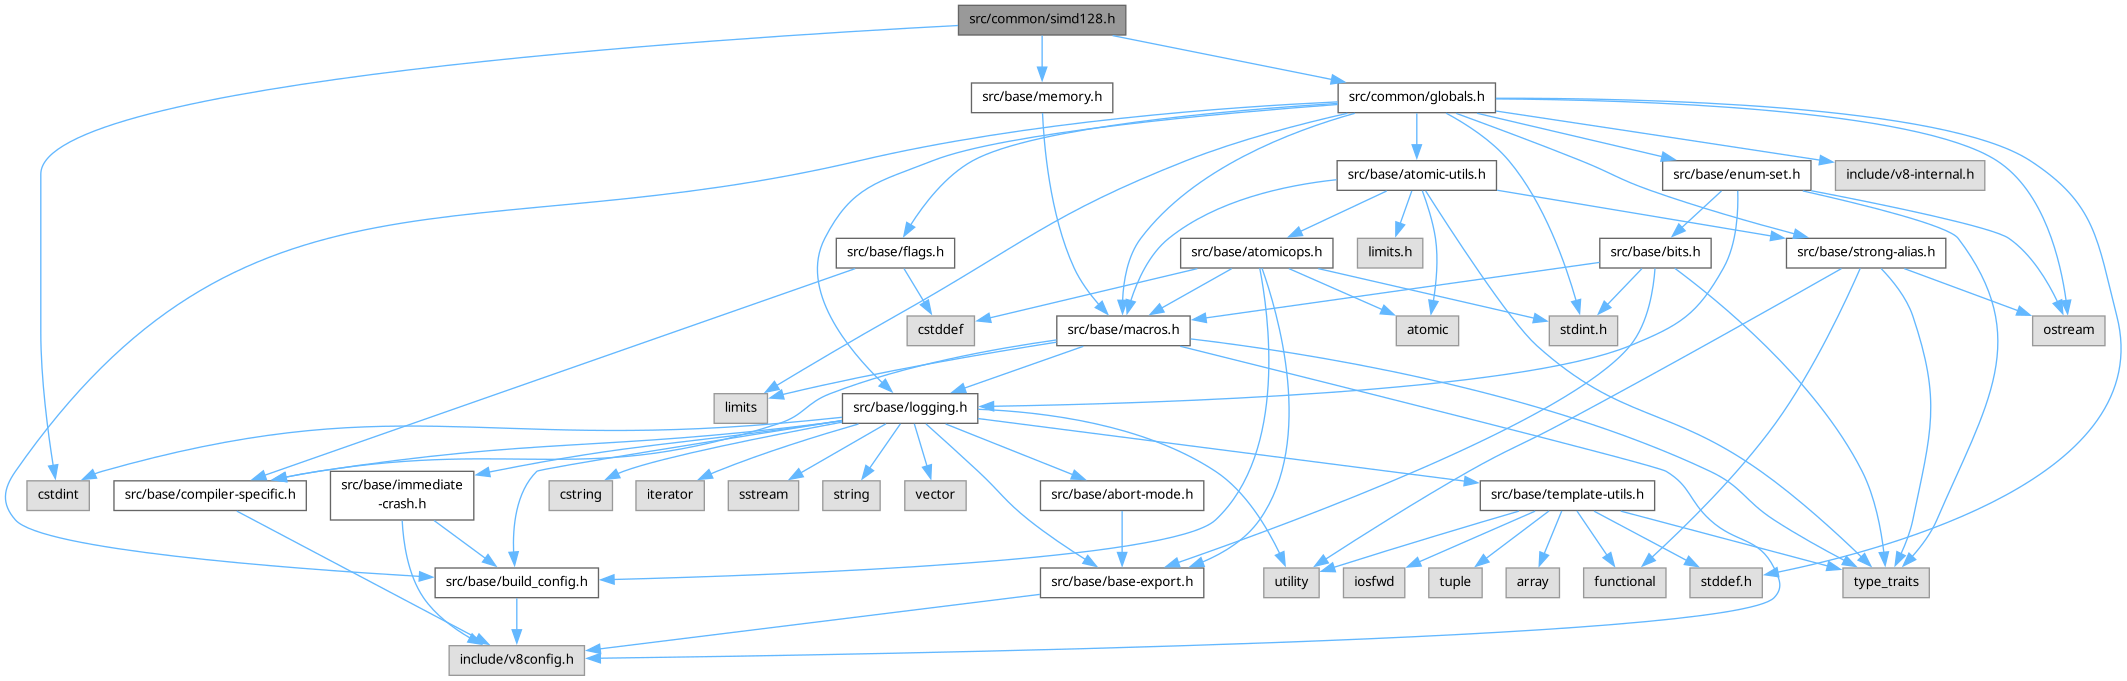 src/common/simd128.h
src/base/memory.h
src/common/globals.h
src/base/atomic-utils.h
src/base/enum-set.h
include/v8-internal.h
src/base/flags.h
src/base/atomicops.h
limits.h
src/base/bits.h
src/base/strong-alias.h
cstddef
src/base/macros.h
atomic
stdint.h
ostream
limits
src/base/logging.h
cstdint
src/base/compiler-specific.h
src/base/immediate
-crash.h
cstring
iterator
sstream
string
vector
src/base/abort-mode.h
src/base/template-utils.h
src/base/build_config.h
src/base/base-export.h
utility
iosfwd
tuple
array
functional
stddef.h
type_traits
include/v8config.h